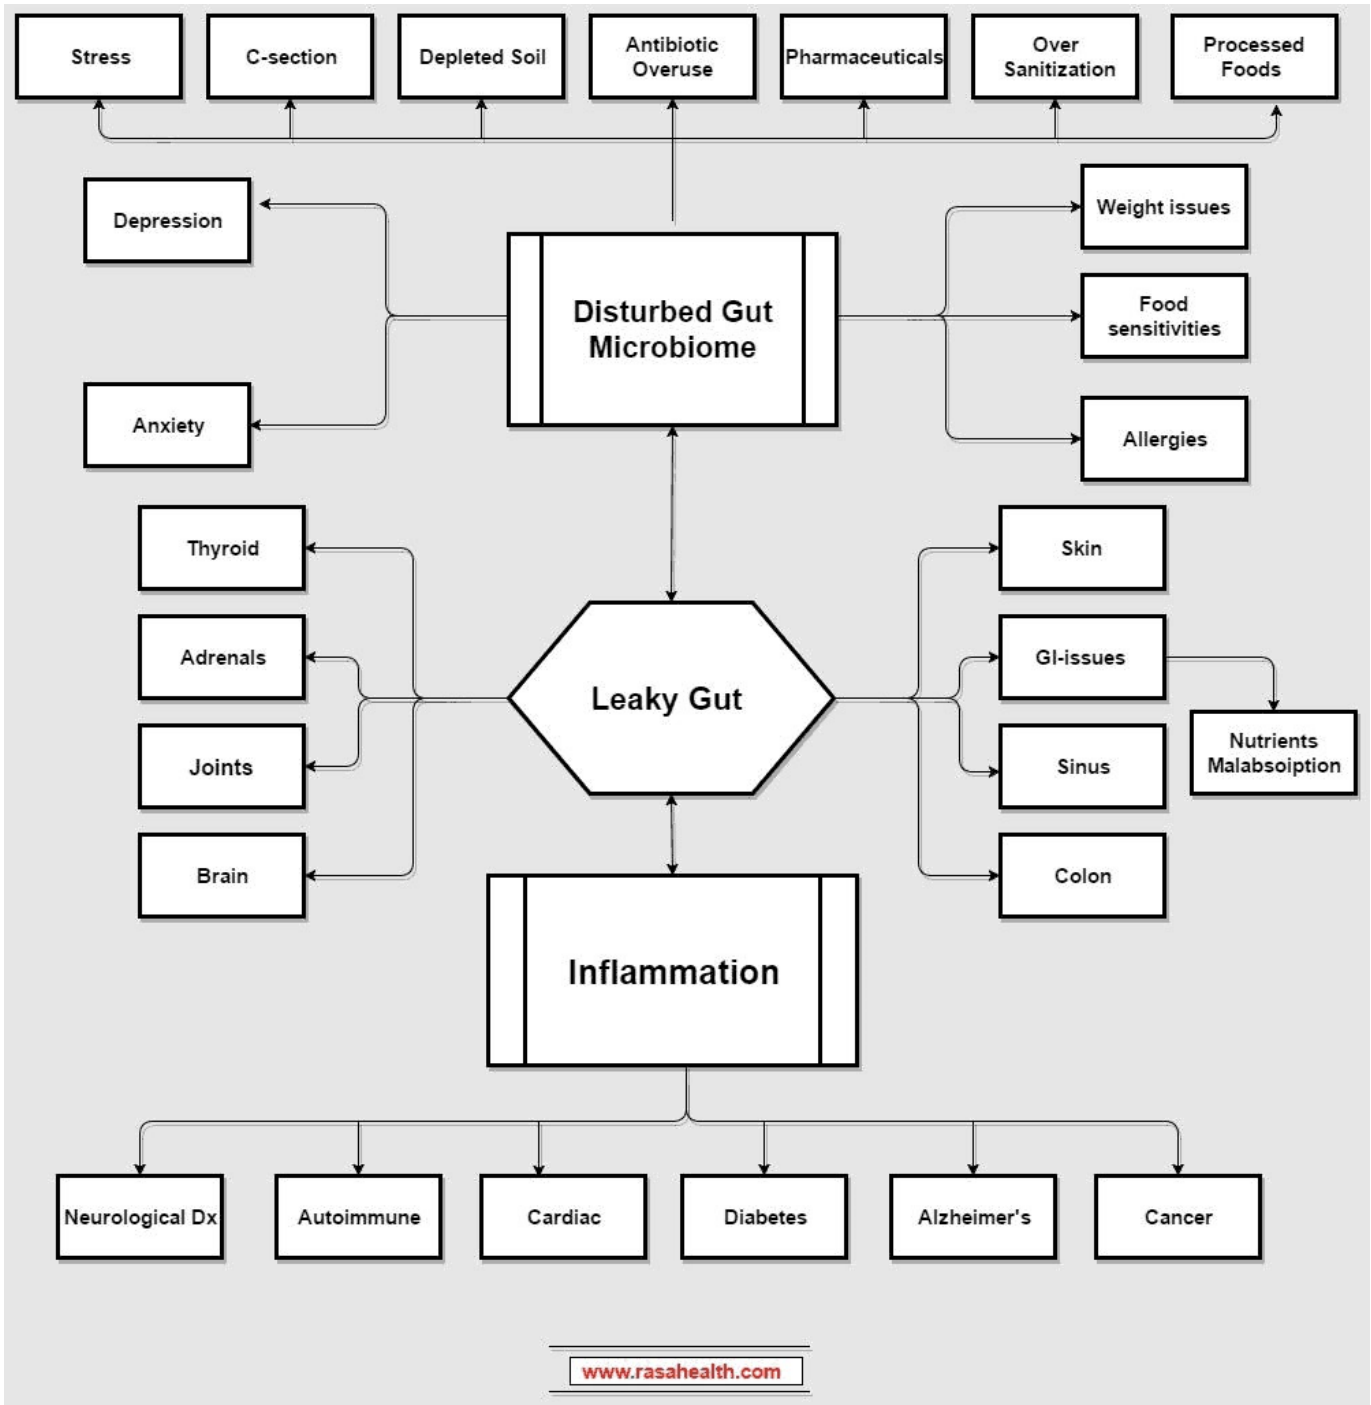 Stress
C-section
Depleted Soil
Antibiotic
Overuse
Pharmaceuticals
Over
Sanitization
Processed
Foods
Depression
Weight issues
Disturbed Gut
Microbiome
Food
sensitivities
Anxiety
Allergies
Thyroid
Skin
Adrenals
GI-issues
Leaky Gut
Joints
Sinus
Nutrients
Malabsoiption
Brain
Colon
Inflammation
Neurological Dx
Autoimmune
Cardiac
Diabetes
Alzheimer's
Cancer
www.rasahealth.com